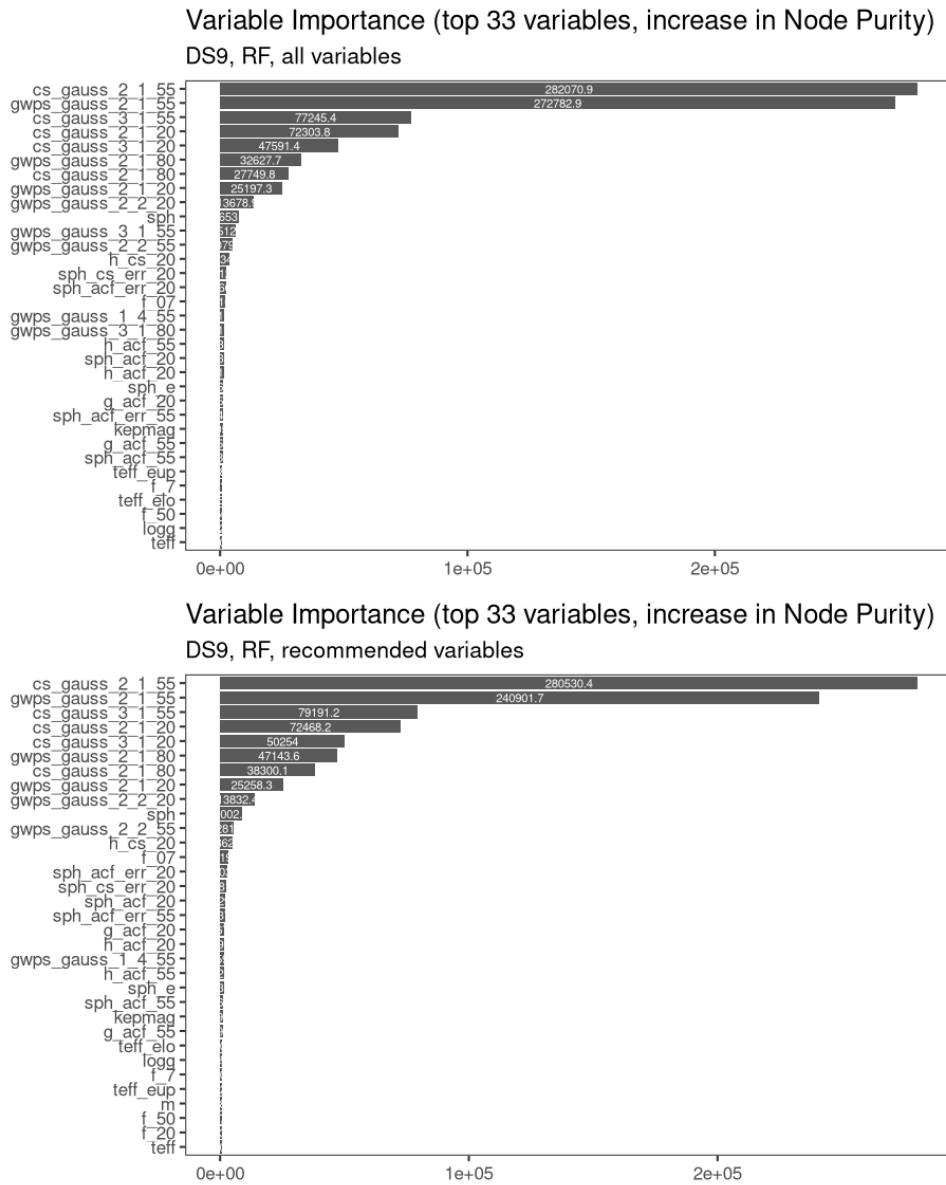 Variable Importance (top 33 variables, increase in Node Purity)
DS9, RF, all variables
cs_gauss_2_1_55 282070.9
gwps_gauss_2_1_55 272782.9
cs_gauss_3_1_55 77245.4
cs_gauss_2_1_20 72303.8
cs_gauss_3_1_20 47591.4
gwps_gauss_2_1_80 32627.7
cs_gauss_2_1_80 27749.8
gwps_gauss_2_1_20 25197.3
gwps_gauss_2_2_20
sph
gwps_gauss_3_1_55
gwps_gauss_2_2_55
h_cs_20
sph_cs_err_20
sph_acf_err_20
f_07
gwps_gauss_1_4_55
gwps_gauss_3_1_80
h_acf_55
sph_acf_20
h_acf_20
sph_e
g_acf_20
sph_acf_err_55
kepmag
g_acf_55
sph_acf_55
teff_eup
f_7
teff_elo
f_50
logg
teff
0e+00 1e+05 2e+05
Variable Importance (top 33 variables, increase in Node Purity)
DS9, RF, recommended variables
cs_gauss_2_1_55 280530.4
gwps_gauss_2_1_55 240901.7
cs_gauss_3_1_55 79191.2
cs_gauss_2_1_20 72468.2
cs_gauss_3_1_20 50254
gwps_gauss_2_1_80 47143.6
cs_gauss_2_1_80 38300.1
gwps_gauss_2_1_20 25258.3
gwps_gauss_2_2_20
sph
gwps_gauss_2_2_55
h_cs_20
f_07
sph_acf_err_20
sph_cs_err_20
sph_acf_20
sph_acf_err_55
g_acf_20
h_acf_20
gwps_gauss_1_4_55
h_acf_55
sph_e
sph_acf_55
kepmag
g_acf_55
teff_elo
logg
f_7
teff_eup
m
f_50
f_20
teff
0e+00 1e+05 2e+05